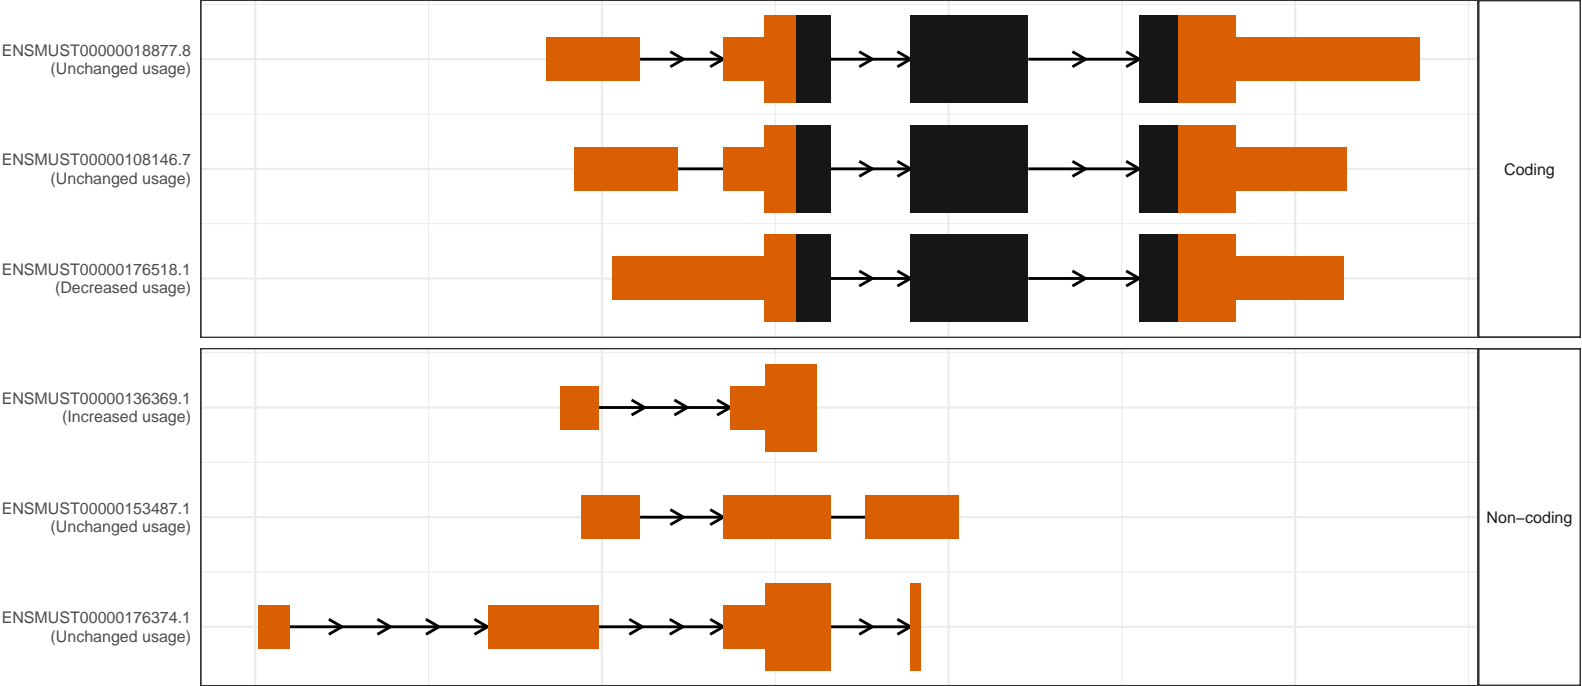 ENSMUST00000018877.8
(Unchanged usage)
ENSMUST00000108146.7
(Unchanged usage)
ENSMUST00000176518.1
(Decreased usage)
Coding
ENSMUST00000136369.1
(Increased usage)
ENSMUST00000153487.1
(Unchanged usage)
ENSMUST00000176374.1
(Unchanged usage)
Non−coding